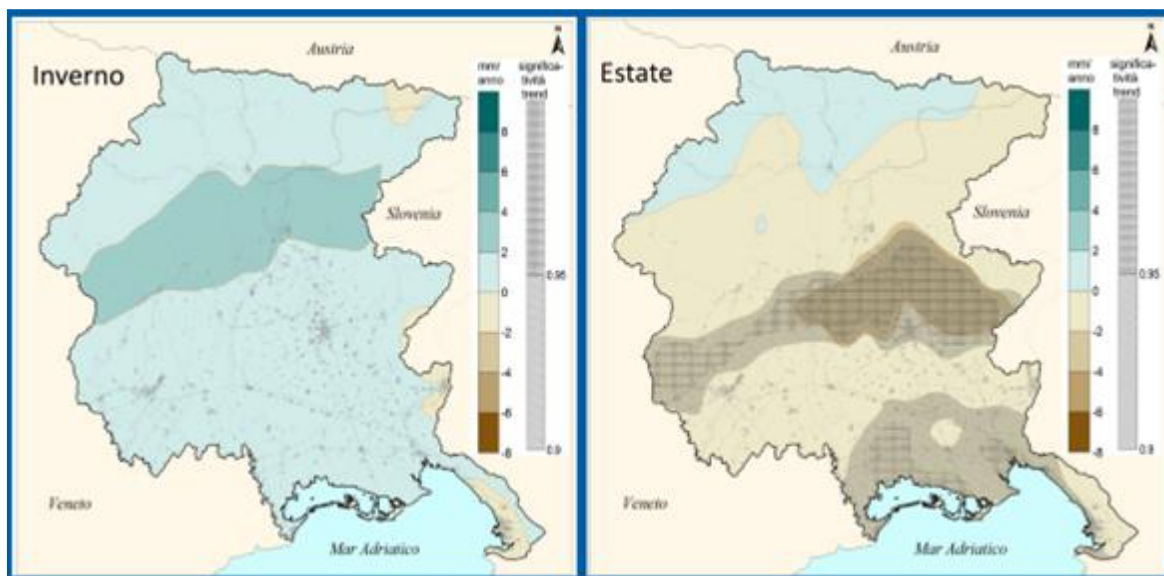 Inverno
Austria
N
mm/
anno
significa-
tività
trend
6
4
2
0
-2
-4
-6
-8
0.95
0.9
Slovenia
Veneto
Mar Adriatico
Estate
Austria
N
mm/
anno
significa-
tività
trend
6
4
2
0
-2
-4
-6
-8
0.95
0.9
Slovenia
Veneto
Mar Adriatico